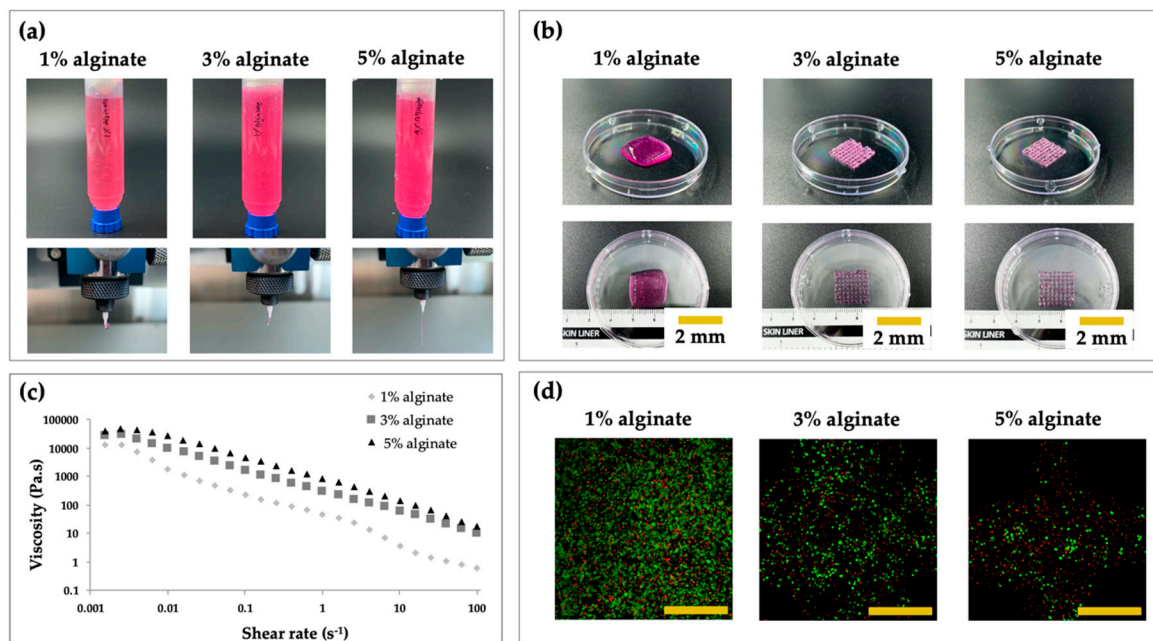 (a)
1% alginate
3% alginate
5% alginate
(b)
1% alginate
3% alginate
5% alginate
SKIN LINER
2 mm
SKIN LINER
2 mm
SKIN LINER
2 mm
(c)
1% alginate
3% alginate
5% alginate
Viscosity (Pa.s)
100000
10000
1000
100
10
1
0.1
0.001
0.01
0.1
1
10
100
Shear rate (s⁻¹)
(d)
1% alginate
3% alginate
5% alginate